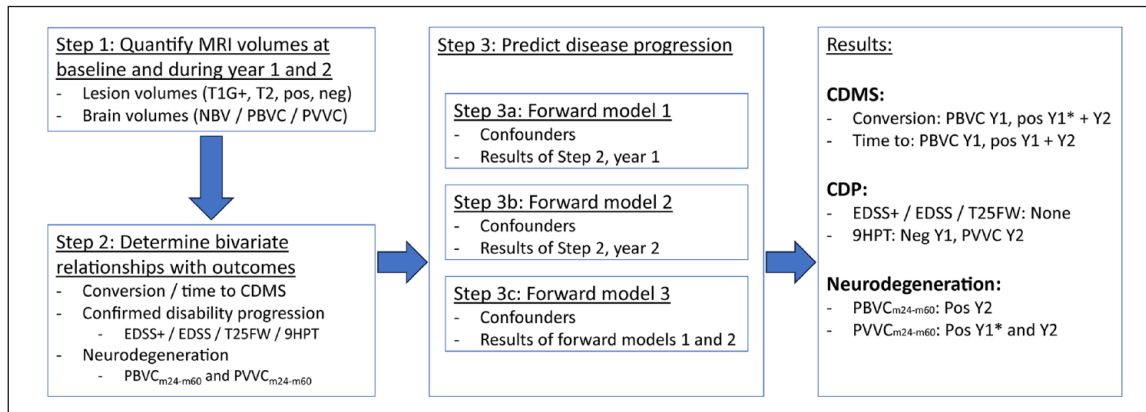 Step 1: Quantify MRI volumes at
baseline and during year 1 and 2
- Lesion volumes (T1G+, T2, pos, neg)
- Brain volumes (NBV / PBVC / PVVC)
Step 2: Determine bivariate
relationships with outcomes
- Conversion / time to CDMS
- Confirmed disability progression
- EDSS+ / EDSS / T25FW / 9HPT
- Neurodegeneration
- PBVCm24-m60 and PVVCm24-m60
Step 3: Predict disease progression
Step 3a: Forward model 1
- Confounders
- Results of Step 2, year 1
Step 3b: Forward model 2
- Confounders
- Results of Step 2, year 2
Step 3c: Forward model 3
- Confounders
- Results of forward models 1 and 2
Results:
CDMS:
- Conversion: PBVC Y1, pos Y1* + Y2
- Time to: PBVC Y1, pos Y1 + Y2
CDP:
- EDSS+ / EDSS / T25FW: None
- 9HPT: Neg Y1, PVVC Y2
Neurodegeneration:
- PBVCm24-m60: Pos Y2
- PVVCm24-m60: Pos Y1* and Y2